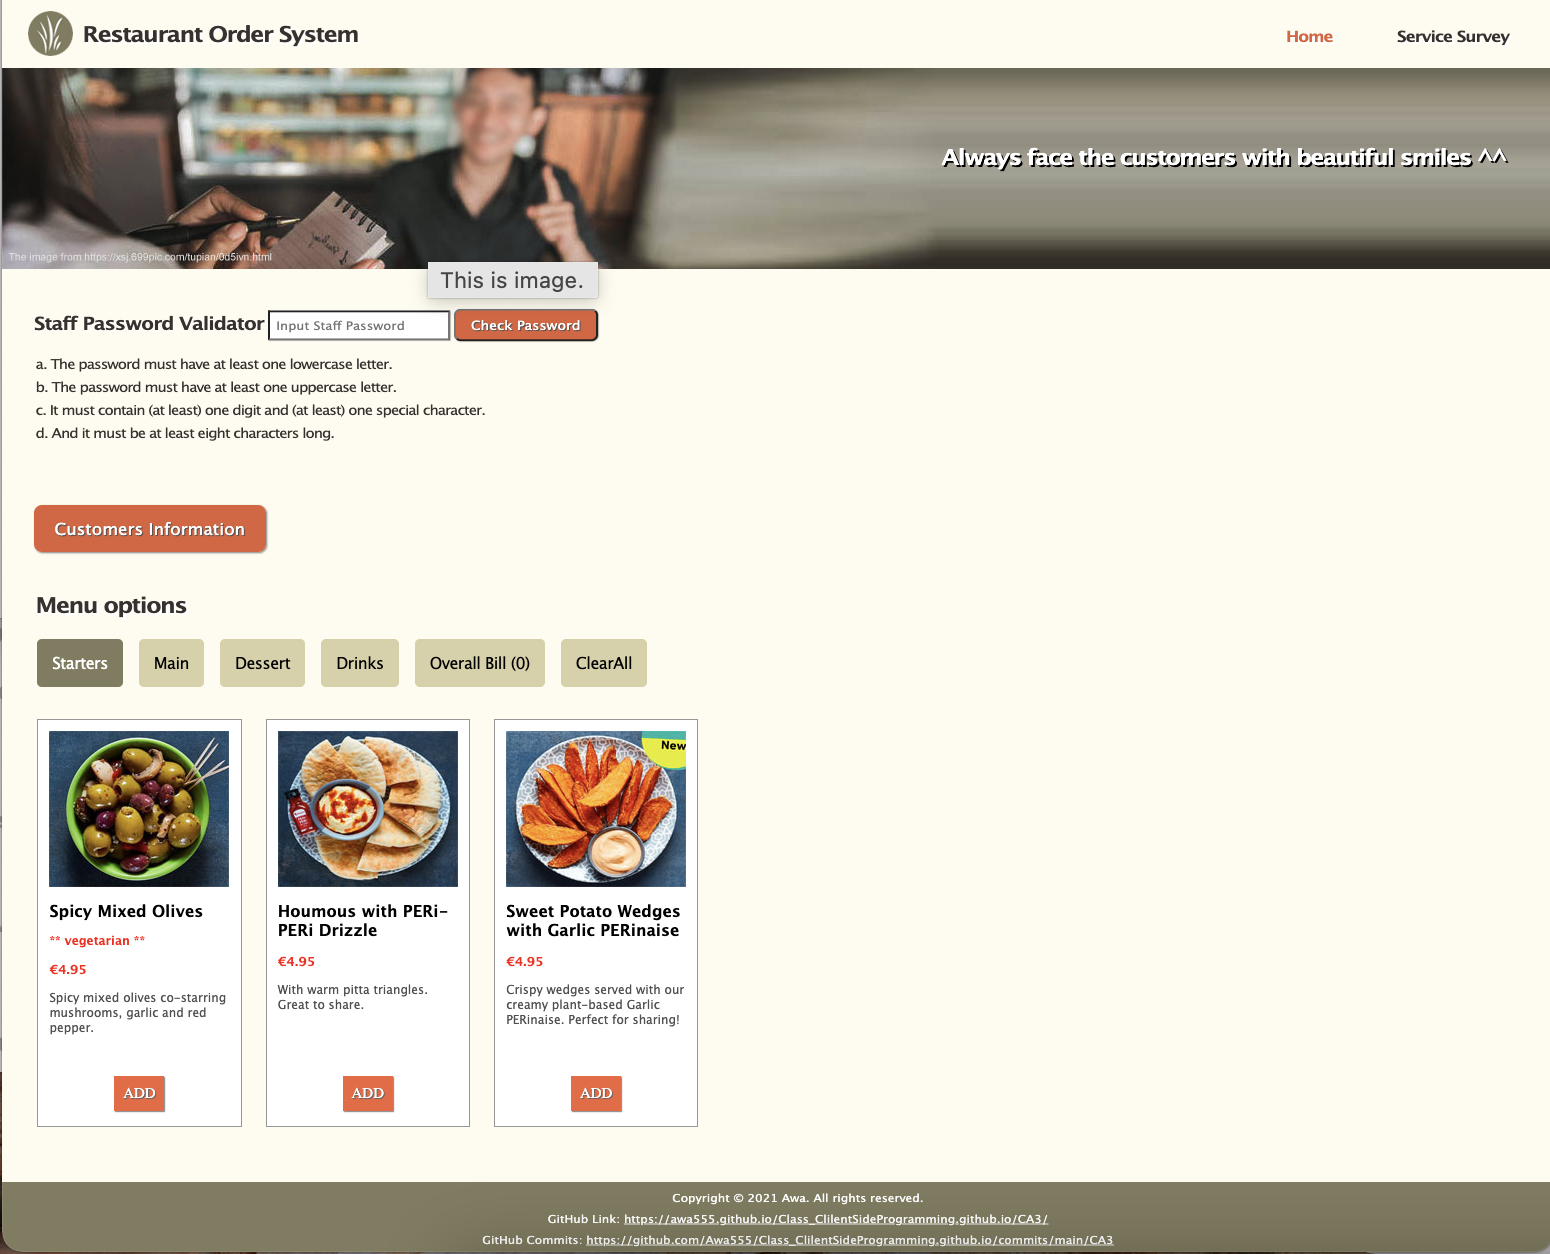 Restaurant Order System
Home
Service Survey
Always face the customers with beautiful smiles ^^
The image from https://xsj.699pic.com/tupian/0d5ivn.html
This is image.
Staff Password Validator
Input Staff Password
Check Password
a. The password must have at least one lowercase letter.
b. The password must have at least one uppercase letter.
c. It must contain (at least) one digit and (at least) one special character.
d. And it must be at least eight characters long.
Customers Information
Menu options
Starters
Main
Dessert
Drinks
Overall Bill (0)
ClearAll
Spicy Mixed Olives
** vegetarian **
€4.95
Spicy mixed olives co-starring
mushrooms, garlic and red
pepper.
ADD
Houmous with PERi-
PERi Drizzle
€4.95
With warm pitta triangles.
Great to share.
ADD
New
Sweet Potato Wedges
with Garlic PERinaise
€4.95
Crispy wedges served with our
creamy plant-based Garlic
PERinaise. Perfect for sharing!
ADD
Copyright © 2021 Awa. All rights reserved.
GitHub Link: https://awa555.github.io/Class_ClilentSideProgramming.github.io/CA3/
GitHub Commits: https://github.com/Awa555/Class_ClilentSideProgramming.github.io/commits/main/CA3